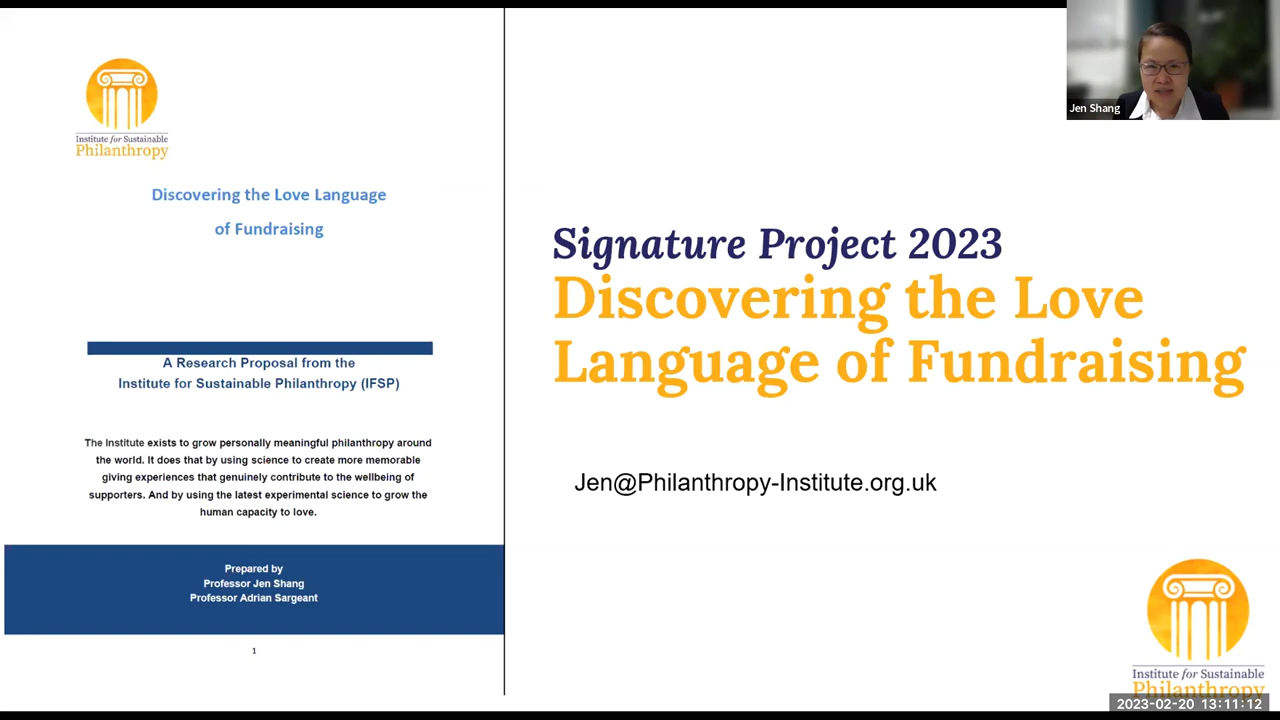 Institute for Sustainable
Philanthropy
Discovering the Love Language
of Fundraising
A Research Proposal from the
Institute for Sustainable Philanthropy (IFSP)
The Institute exists to grow personally meaningful philanthropy around
the world. It does that by using science to create more memorable
giving experiences that genuinely contribute to the wellbeing of
supporters. And by using the latest experimental science to grow the
human capacity to love.
Prepared by
Professor Jen Shang
Professor Adrian Sargeant
1
Jen Shang
Signature Project 2023
Discovering the Love
Language of Fundraising
Jen@Philanthropy-Institute.org.uk
Institute for Sustainable
Philanthropy
2023-02-20 13:11:12